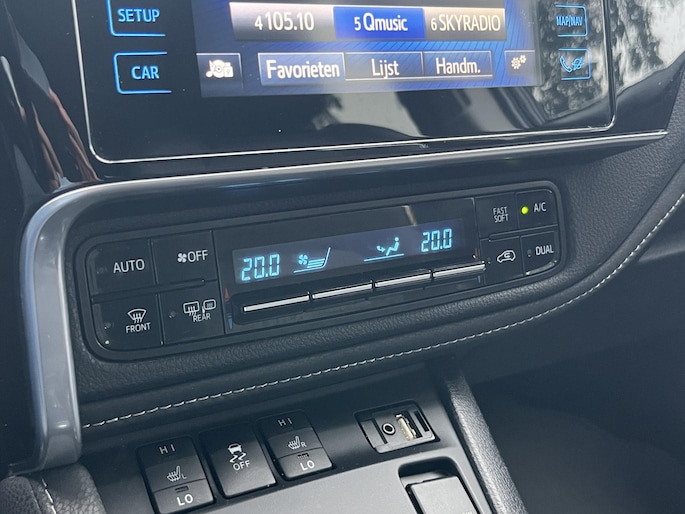 SETUP
CAR
4 105.10
5 Qmusic
6 SKYRADIO
Favorieten
Lijst
Handm.
MAP/NAV
AUTO
OFF
FRONT
REAR
20.0
20.0
FAST
SOFT
A/C
DUAL
HI
L
LO
OFF
HI
R
LO